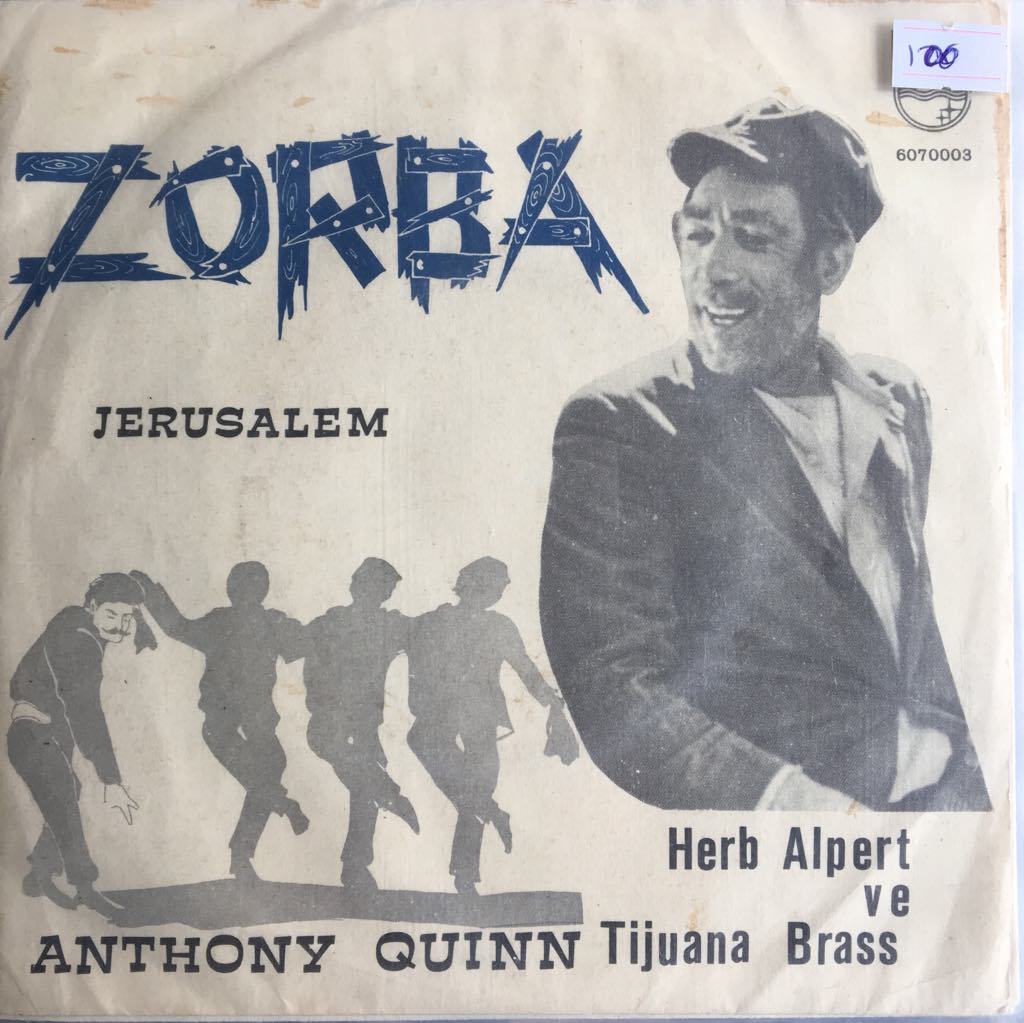 100
6070003
ZORBA
JERUSALEM
Herb Alpert
ve
Tijuana Brass
ANTHONY QUINN